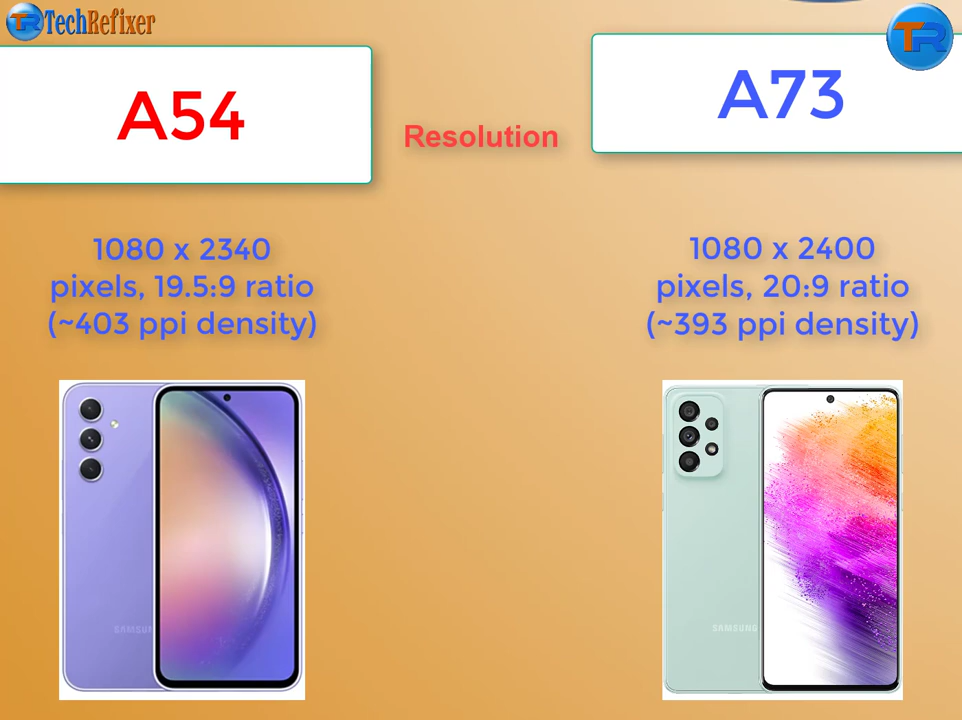 TechRefixer
TR
A54
Resolution
A73
TR
1080 x 2340
pixels, 19.5:9 ratio
(~403 ppi density)
1080 x 2400
pixels, 20:9 ratio
(~393 ppi density)
SAMSUNG
SAMSUNG